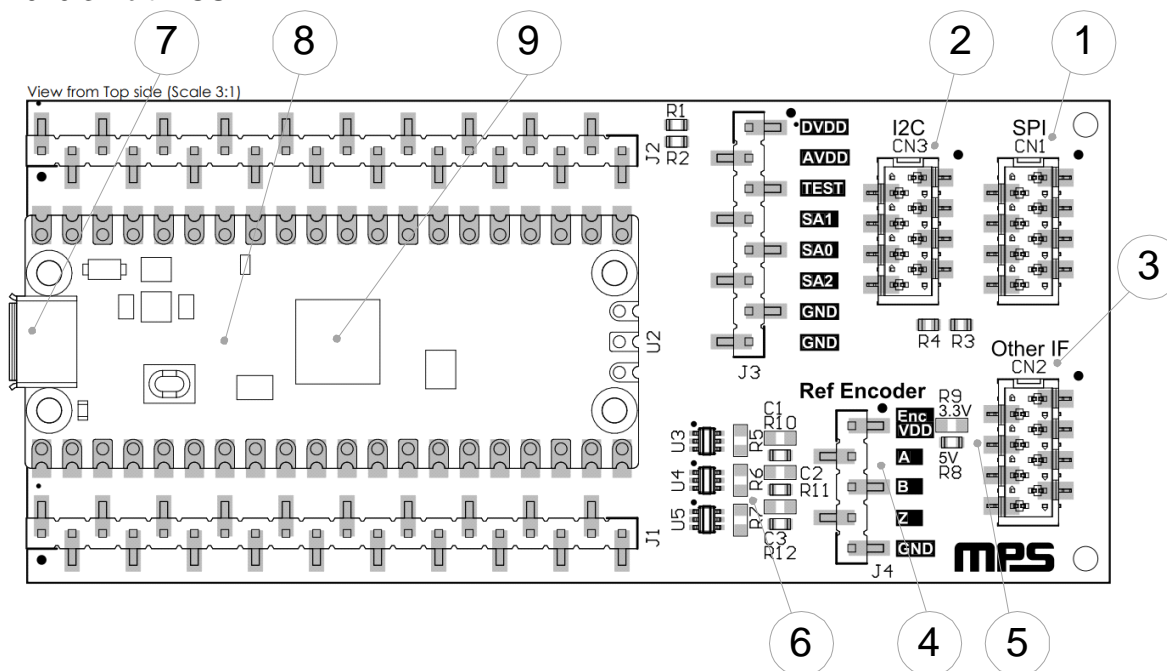 7
8
9
2
1
View from Top side (Scale 3:1)
R1
R2
J2
DVDD
AVDD
TEST
SA1
SA0
SA2
GND
GND
J3
I2C
CN3
SPI
CN1
3
R4
R3
U2
Other IF
CN2
Ref Encoder
Enc
VDD
A
B
Z
GND
J4
R9
3.3V
5V
R8
C1
R10
U3
R5
U4
R6
C2
R11
U5
R7
C3
R12
J1
MPS
6
4
5